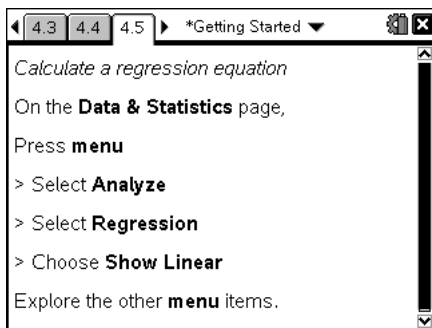 4.3 4.4 4.5 *Getting Started
Calculate a regression equation
On the Data & Statistics page,
Press menu
> Select Analyze
> Select Regression
> Choose Show Linear
Explore the other menu items.